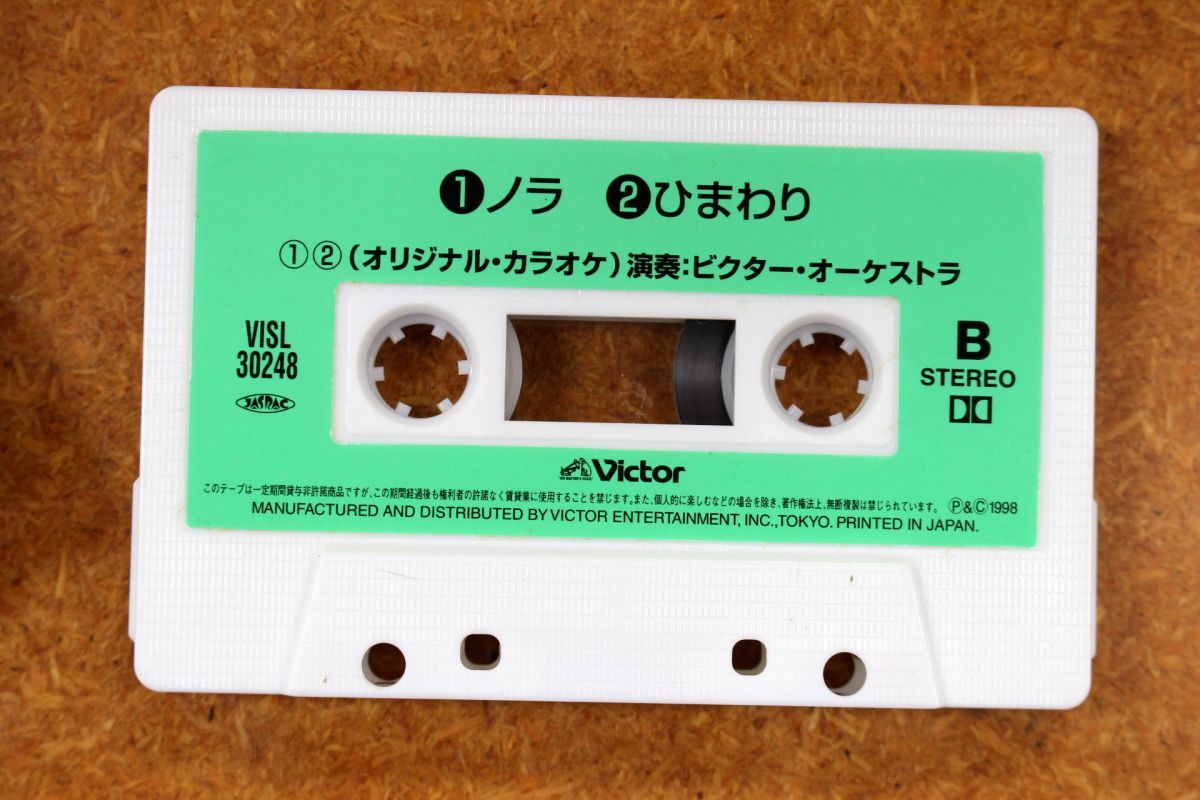 ❶ノラ ❷ひまわり
①②(オリジナル・カラオケ)演奏:ビクター・オーケストラ
VISL
30248
JASRAC
B
STEREO
Victor
このテープは一定期間貸与非許諾商品ですが、この期間経過後も権利者の許諾なく賃貸業に使用することを禁じます。また、個人的に楽しむなどの場合を除き、著作権法上、無断複製は禁じられています。 Ⓟ&Ⓒ1998
MANUFACTURED AND DISTRIBUTED BY VICTOR ENTERTAINMENT, INC.,TOKYO. PRINTED IN JAPAN.